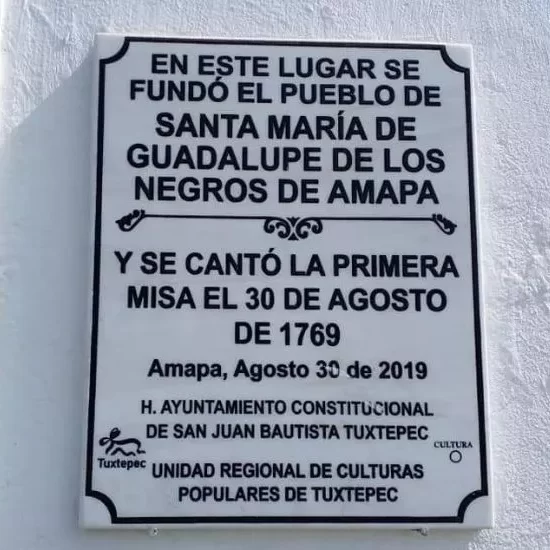 EN ESTE LUGAR SE
FUNDÓ EL PUEBLO DE
SANTA MARÍA DE
GUADALUPE DE LOS
NEGROS DE AMAPA
Y SE CANTÓ LA PRIMERA
MISA EL 30 DE AGOSTO
DE 1769
Amapa, Agosto 30 de 2019
H. AYUNTAMIENTO CONSTITUCIONAL
DE SAN JUAN BAUTISTA TUXTEPEC
Tuxtepec
CULTURA
UNIDAD REGIONAL DE CULTURAS
POPULARES DE TUXTEPEC